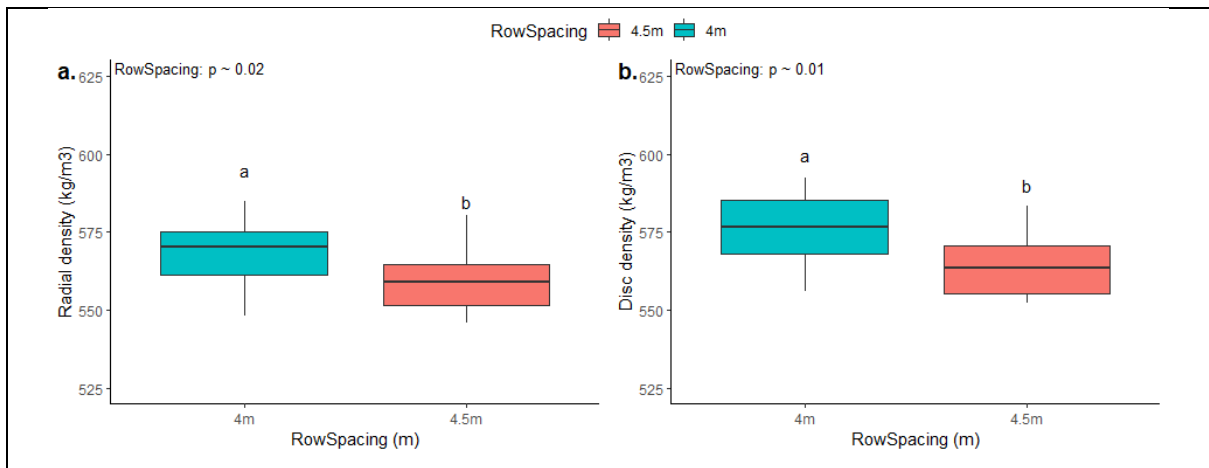 RowSpacing 4.5m 4m
a. RowSpacing: p ~ 0.02
625
600
575
550
525
Radial density (kg/m3)
a
b
4m 4.5m
RowSpacing (m)
b. RowSpacing: p ~ 0.01
625
600
575
550
525
Disc density (kg/m3)
a
b
4m 4.5m
RowSpacing (m)